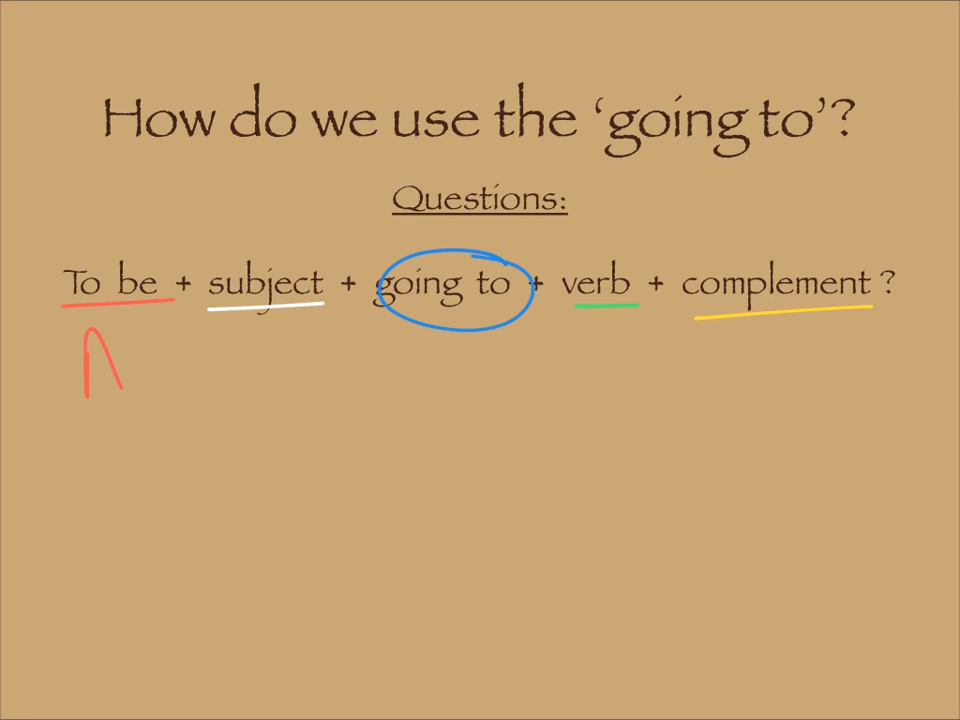 How do we use the ‘going to’?
Questions:
To be + subject + going to + verb + complement ?